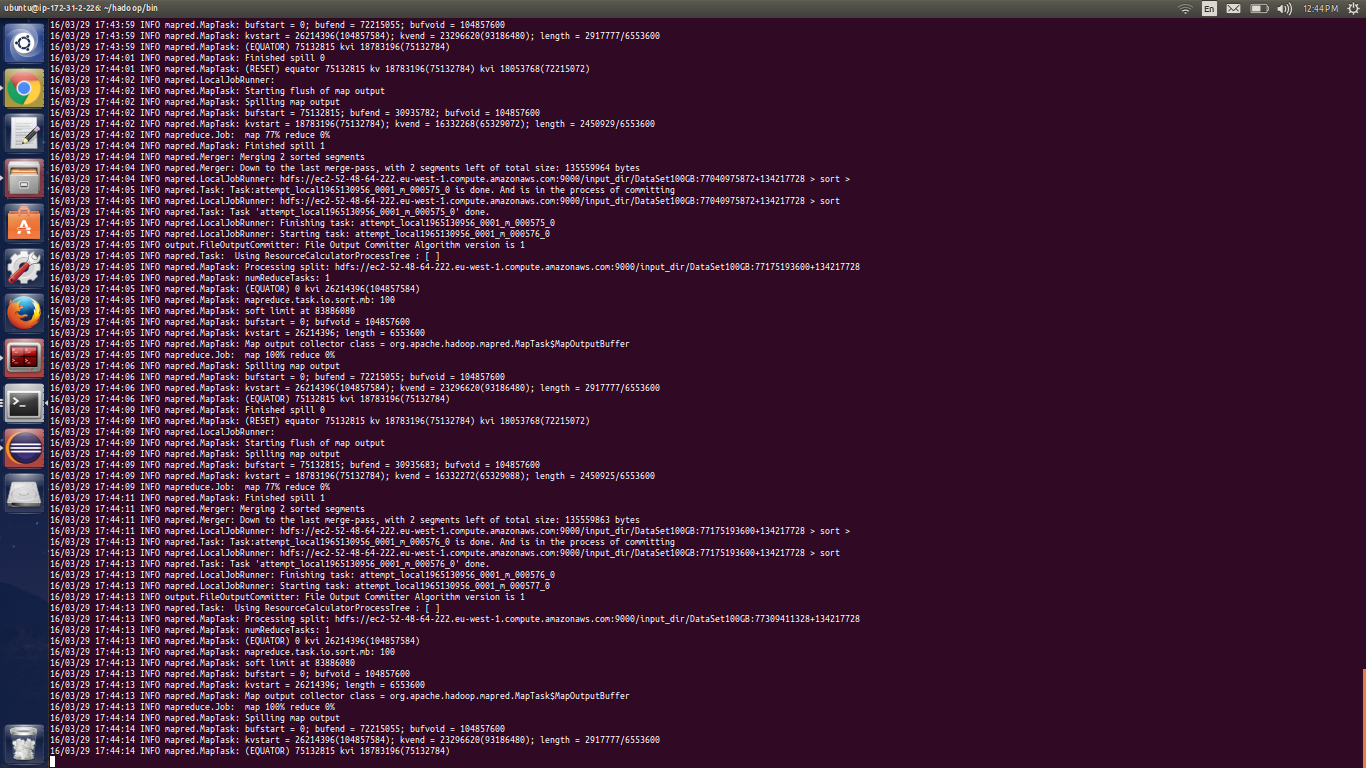 ubuntu@ip-172-31-2-226: ~/hadoop/bin
En
12:44 PM
16/03/29 17:43:59 INFO mapred.MapTask: bufstart = 0; bufend = 72215055; bufvoid = 104857600
16/03/29 17:43:59 INFO mapred.MapTask: kvstart = 26214396(104857584); kvend = 23296620(93186480); length = 2917777/6553600
16/03/29 17:43:59 INFO mapred.MapTask: (EQUATOR) 75132815 kvi 18783196(75132784)
16/03/29 17:44:01 INFO mapred.MapTask: Finished spill 0
16/03/29 17:44:01 INFO mapred.MapTask: (RESET) equator 75132815 kv 18783196(75132784) kvi 18053768(72215072)
16/03/29 17:44:02 INFO mapred.LocalJobRunner:
16/03/29 17:44:02 INFO mapred.MapTask: Starting flush of map output
16/03/29 17:44:02 INFO mapred.MapTask: Spilling map output
16/03/29 17:44:02 INFO mapred.MapTask: bufstart = 75132815; bufend = 30935782; bufvoid = 104857600
16/03/29 17:44:02 INFO mapred.MapTask: kvstart = 18783196(75132784); kvend = 16332268(65329072); length = 2450929/6553600
16/03/29 17:44:02 INFO mapreduce.Job:  map 77% reduce 0%
16/03/29 17:44:04 INFO mapred.MapTask: Finished spill 1
16/03/29 17:44:04 INFO mapred.Merger: Merging 2 sorted segments
16/03/29 17:44:04 INFO mapred.Merger: Down to the last merge-pass, with 2 segments left of total size: 135559964 bytes
16/03/29 17:44:04 INFO mapred.LocalJobRunner: hdfs://ec2-52-48-64-222.eu-west-1.compute.amazonaws.com:9000/input_dir/DataSet100GB:77040975872+134217728 > sort >
16/03/29 17:44:05 INFO mapred.Task: Task:attempt_local1965130956_0001_m_000575_0 is done. And is in the process of committing
16/03/29 17:44:05 INFO mapred.LocalJobRunner: hdfs://ec2-52-48-64-222.eu-west-1.compute.amazonaws.com:9000/input_dir/DataSet100GB:77040975872+134217728 > sort
16/03/29 17:44:05 INFO mapred.Task: Task 'attempt_local1965130956_0001_m_000575_0' done.
16/03/29 17:44:05 INFO mapred.LocalJobRunner: Finishing task: attempt_local1965130956_0001_m_000575_0
16/03/29 17:44:05 INFO mapred.LocalJobRunner: Starting task: attempt_local1965130956_0001_m_000576_0
16/03/29 17:44:05 INFO output.FileOutputCommitter: File Output Committer Algorithm version is 1
16/03/29 17:44:05 INFO mapred.Task:  Using ResourceCalculatorProcessTree : [ ]
16/03/29 17:44:05 INFO mapred.MapTask: Processing split: hdfs://ec2-52-48-64-222.eu-west-1.compute.amazonaws.com:9000/input_dir/DataSet100GB:77175193600+134217728
16/03/29 17:44:05 INFO mapred.MapTask: numReduceTasks: 1
16/03/29 17:44:05 INFO mapred.MapTask: (EQUATOR) 0 kvi 26214396(104857584)
16/03/29 17:44:05 INFO mapred.MapTask: mapreduce.task.io.sort.mb: 100
16/03/29 17:44:05 INFO mapred.MapTask: soft limit at 83886080
16/03/29 17:44:05 INFO mapred.MapTask: bufstart = 0; bufvoid = 104857600
16/03/29 17:44:05 INFO mapred.MapTask: kvstart = 26214396; length = 6553600
16/03/29 17:44:05 INFO mapred.MapTask: Map output collector class = org.apache.hadoop.mapred.MapTask$MapOutputBuffer
16/03/29 17:44:05 INFO mapreduce.Job:  map 100% reduce 0%
16/03/29 17:44:06 INFO mapred.MapTask: Spilling map output
16/03/29 17:44:06 INFO mapred.MapTask: bufstart = 0; bufend = 72215055; bufvoid = 104857600
16/03/29 17:44:06 INFO mapred.MapTask: kvstart = 26214396(104857584); kvend = 23296620(93186480); length = 2917777/6553600
16/03/29 17:44:06 INFO mapred.MapTask: (EQUATOR) 75132815 kvi 18783196(75132784)
16/03/29 17:44:09 INFO mapred.MapTask: Finished spill 0
16/03/29 17:44:09 INFO mapred.MapTask: (RESET) equator 75132815 kv 18783196(75132784) kvi 18053768(72215072)
16/03/29 17:44:09 INFO mapred.LocalJobRunner:
16/03/29 17:44:09 INFO mapred.MapTask: Starting flush of map output
16/03/29 17:44:09 INFO mapred.MapTask: Spilling map output
16/03/29 17:44:09 INFO mapred.MapTask: bufstart = 75132815; bufend = 30935683; bufvoid = 104857600
16/03/29 17:44:09 INFO mapred.MapTask: kvstart = 18783196(75132784); kvend = 16332272(65329088); length = 2450925/6553600
16/03/29 17:44:09 INFO mapreduce.Job:  map 77% reduce 0%
16/03/29 17:44:11 INFO mapred.MapTask: Finished spill 1
16/03/29 17:44:11 INFO mapred.Merger: Merging 2 sorted segments
16/03/29 17:44:11 INFO mapred.Merger: Down to the last merge-pass, with 2 segments left of total size: 135559863 bytes
16/03/29 17:44:11 INFO mapred.LocalJobRunner: hdfs://ec2-52-48-64-222.eu-west-1.compute.amazonaws.com:9000/input_dir/DataSet100GB:77175193600+134217728 > sort >
16/03/29 17:44:13 INFO mapred.Task: Task:attempt_local1965130956_0001_m_000576_0 is done. And is in the process of committing
16/03/29 17:44:13 INFO mapred.LocalJobRunner: hdfs://ec2-52-48-64-222.eu-west-1.compute.amazonaws.com:9000/input_dir/DataSet100GB:77175193600+134217728 > sort
16/03/29 17:44:13 INFO mapred.Task: Task 'attempt_local1965130956_0001_m_000576_0' done.
16/03/29 17:44:13 INFO mapred.LocalJobRunner: Finishing task: attempt_local1965130956_0001_m_000576_0
16/03/29 17:44:13 INFO mapred.LocalJobRunner: Starting task: attempt_local1965130956_0001_m_000577_0
16/03/29 17:44:13 INFO output.FileOutputCommitter: File Output Committer Algorithm version is 1
16/03/29 17:44:13 INFO mapred.Task:  Using ResourceCalculatorProcessTree : [ ]
16/03/29 17:44:13 INFO mapred.MapTask: Processing split: hdfs://ec2-52-48-64-222.eu-west-1.compute.amazonaws.com:9000/input_dir/DataSet100GB:77309411328+134217728
16/03/29 17:44:13 INFO mapred.MapTask: numReduceTasks: 1
16/03/29 17:44:13 INFO mapred.MapTask: (EQUATOR) 0 kvi 26214396(104857584)
16/03/29 17:44:13 INFO mapred.MapTask: mapreduce.task.io.sort.mb: 100
16/03/29 17:44:13 INFO mapred.MapTask: soft limit at 83886080
16/03/29 17:44:13 INFO mapred.MapTask: bufstart = 0; bufvoid = 104857600
16/03/29 17:44:13 INFO mapred.MapTask: kvstart = 26214396; length = 6553600
16/03/29 17:44:13 INFO mapred.MapTask: Map output collector class = org.apache.hadoop.mapred.MapTask$MapOutputBuffer
16/03/29 17:44:13 INFO mapreduce.Job:  map 100% reduce 0%
16/03/29 17:44:14 INFO mapred.MapTask: Spilling map output
16/03/29 17:44:14 INFO mapred.MapTask: bufstart = 0; bufend = 72215055; bufvoid = 104857600
16/03/29 17:44:14 INFO mapred.MapTask: kvstart = 26214396(104857584); kvend = 23296620(93186480); length = 2917777/6553600
16/03/29 17:44:14 INFO mapred.MapTask: (EQUATOR) 75132815 kvi 18783196(75132784)